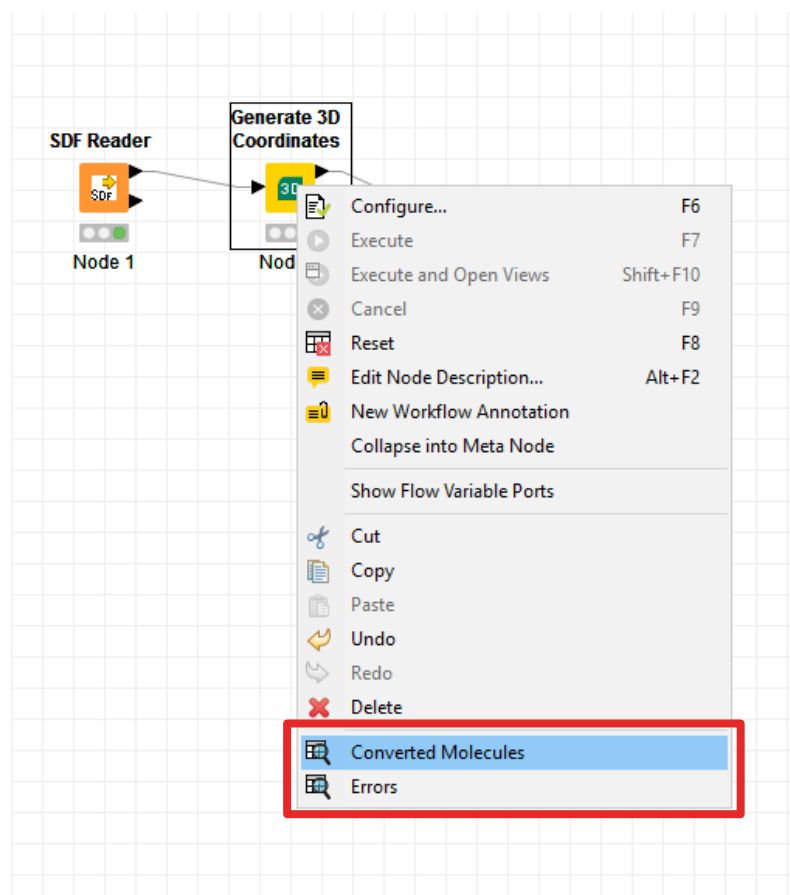 Generate 3D
Coordinates
SDF Reader
SDF
3D
Node 1
Nod
Configure... F6
Execute F7
Execute and Open Views Shift+F10
Cancel F9
Reset F8
Edit Node Description... Alt+F2
New Workflow Annotation
Collapse into Meta Node
Show Flow Variable Ports
Cut
Copy
Paste
Undo
Redo
Delete
Converted Molecules
Errors